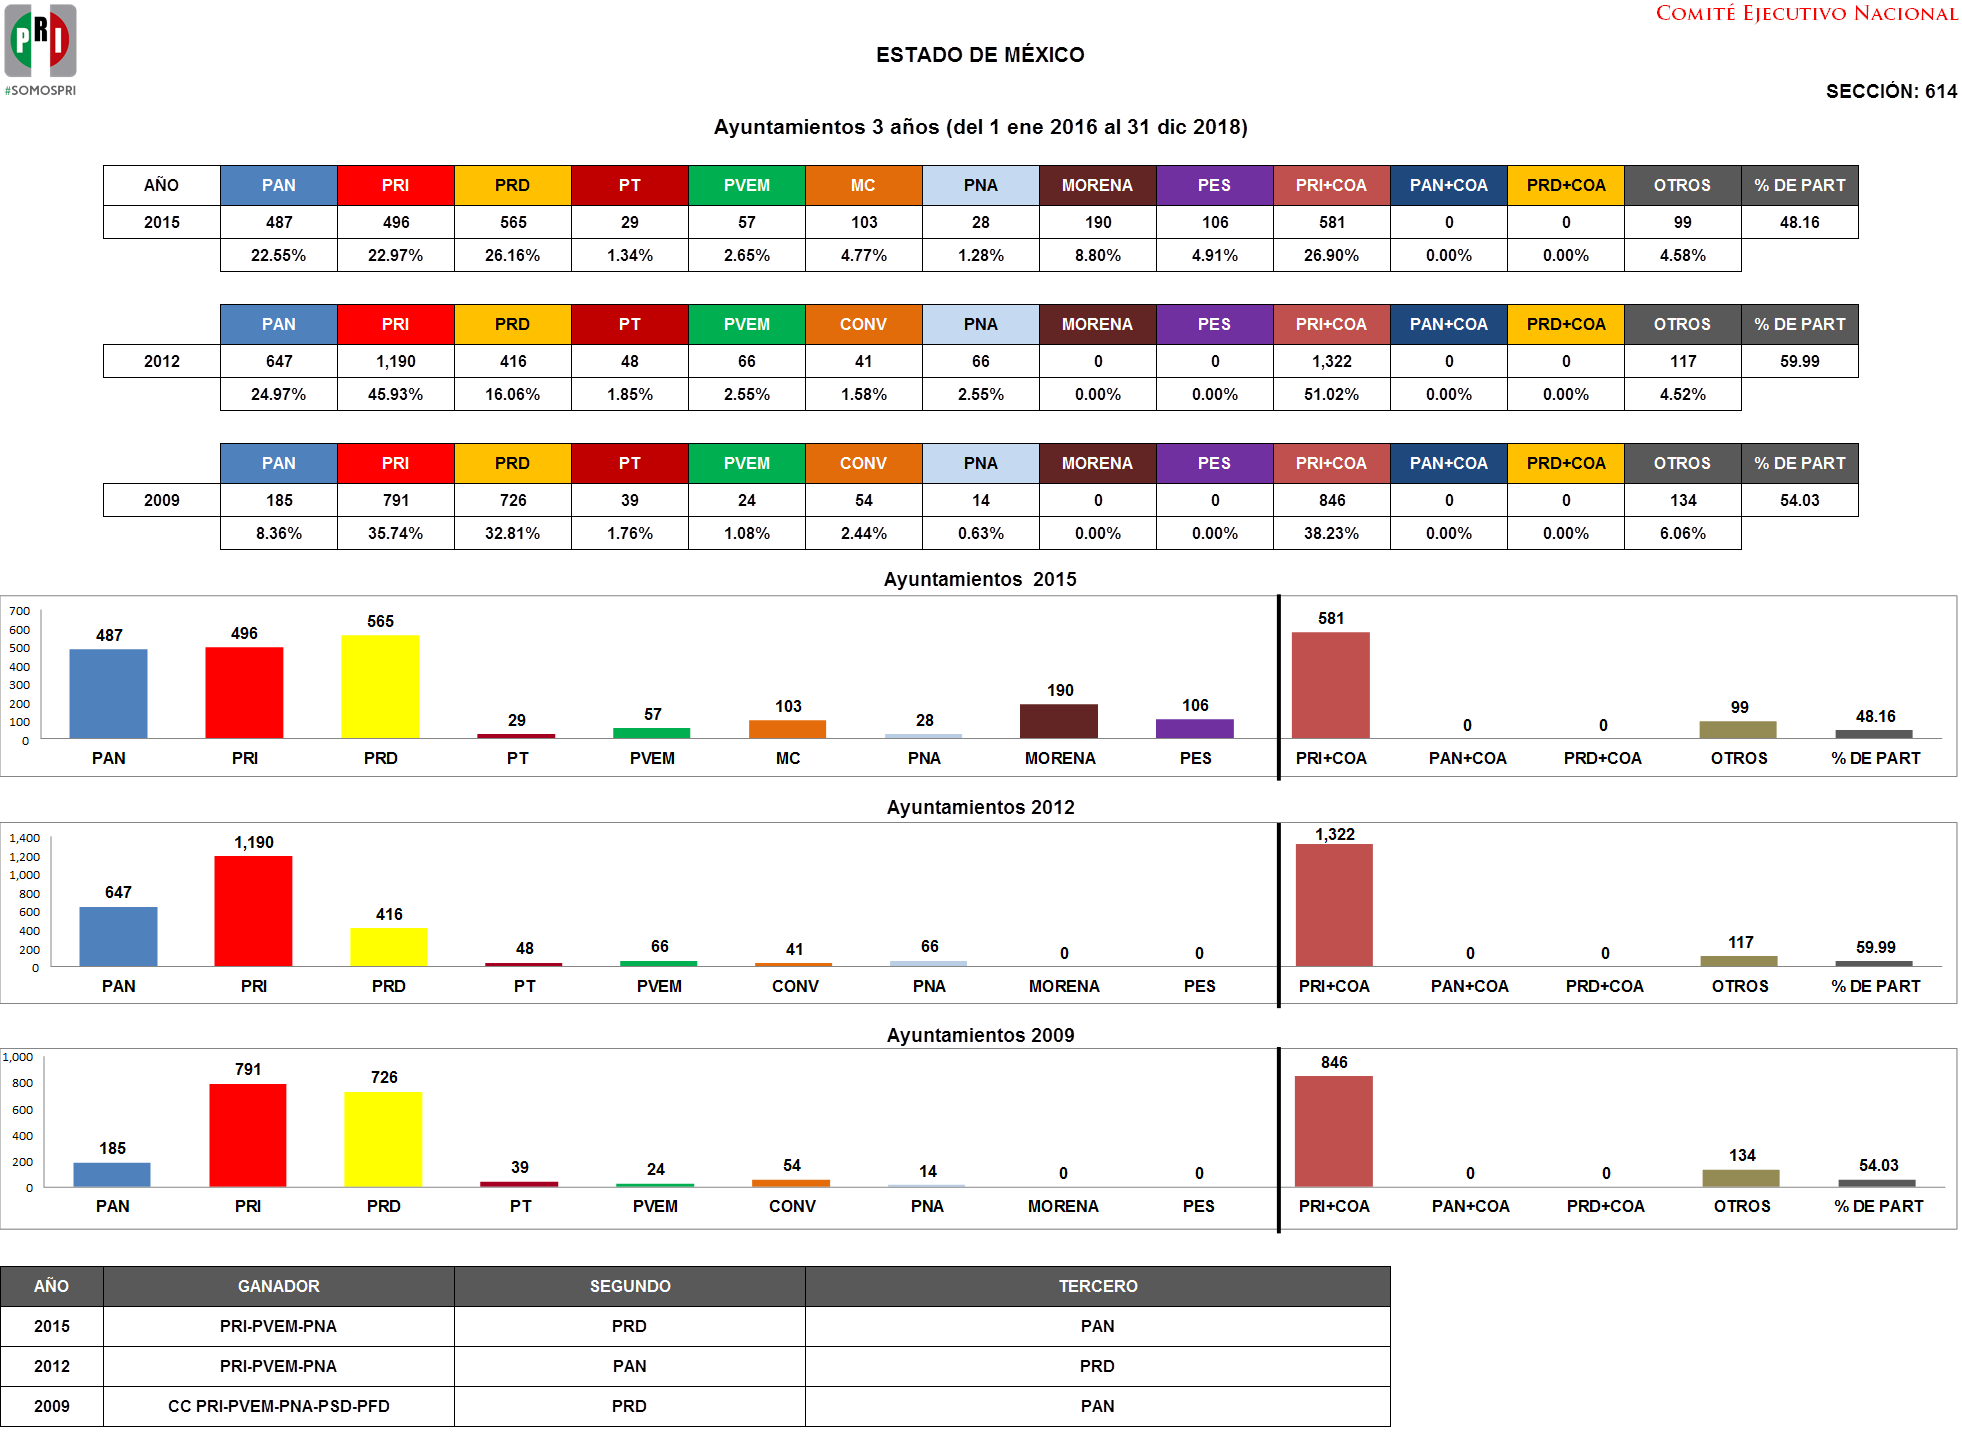 PRI
#SOMOSPRI
COMITÉ EJECUTIVO NACIONAL
ESTADO DE MÉXICO
SECCIÓN: 614
Ayuntamientos 3 años (del 1 ene 2016 al 31 dic 2018)
AÑO PAN PRI PRD PT PVEM MC PNA MORENA PES PRI+COA PAN+COA PRD+COA OTROS % DE PART
2015 487 496 565 29 57 103 28 190 106 581 0 0 99 48.16
22.55% 22.97% 26.16% 1.34% 2.65% 4.77% 1.28% 8.80% 4.91% 26.90% 0.00% 0.00% 4.58%
PAN PRI PRD PT PVEM CONV PNA MORENA PES PRI+COA PAN+COA PRD+COA OTROS % DE PART
2012 647 1,190 416 48 66 41 66 0 0 1,322 0 0 117 59.99
24.97% 45.93% 16.06% 1.85% 2.55% 1.58% 2.55% 0.00% 0.00% 51.02% 0.00% 0.00% 4.52%
PAN PRI PRD PT PVEM CONV PNA MORENA PES PRI+COA PAN+COA PRD+COA OTROS % DE PART
2009 185 791 726 39 24 54 14 0 0 846 0 0 134 54.03
8.36% 35.74% 32.81% 1.76% 1.08% 2.44% 0.63% 0.00% 0.00% 38.23% 0.00% 0.00% 6.06%
Ayuntamientos 2015
700
600
500
400
300
200
100
0
487 496 565 29 57 103 28 190 106 581 0 0 99 48.16
PAN PRI PRD PT PVEM MC PNA MORENA PES PRI+COA PAN+COA PRD+COA OTROS % DE PART
Ayuntamientos 2012
1,400
1,200
1,000
800
600
400
200
0
647 1,190 416 48 66 41 66 0 0 1,322 0 0 117 59.99
PAN PRI PRD PT PVEM CONV PNA MORENA PES PRI+COA PAN+COA PRD+COA OTROS % DE PART
Ayuntamientos 2009
1,000
800
600
400
200
0
185 791 726 39 24 54 14 0 0 846 0 0 134 54.03
PAN PRI PRD PT PVEM CONV PNA MORENA PES PRI+COA PAN+COA PRD+COA OTROS % DE PART
AÑO GANADOR SEGUNDO TERCERO
2015 PRI-PVEM-PNA PRD PAN
2012 PRI-PVEM-PNA PAN PRD
2009 CC PRI-PVEM-PNA-PSD-PFD PRD PAN